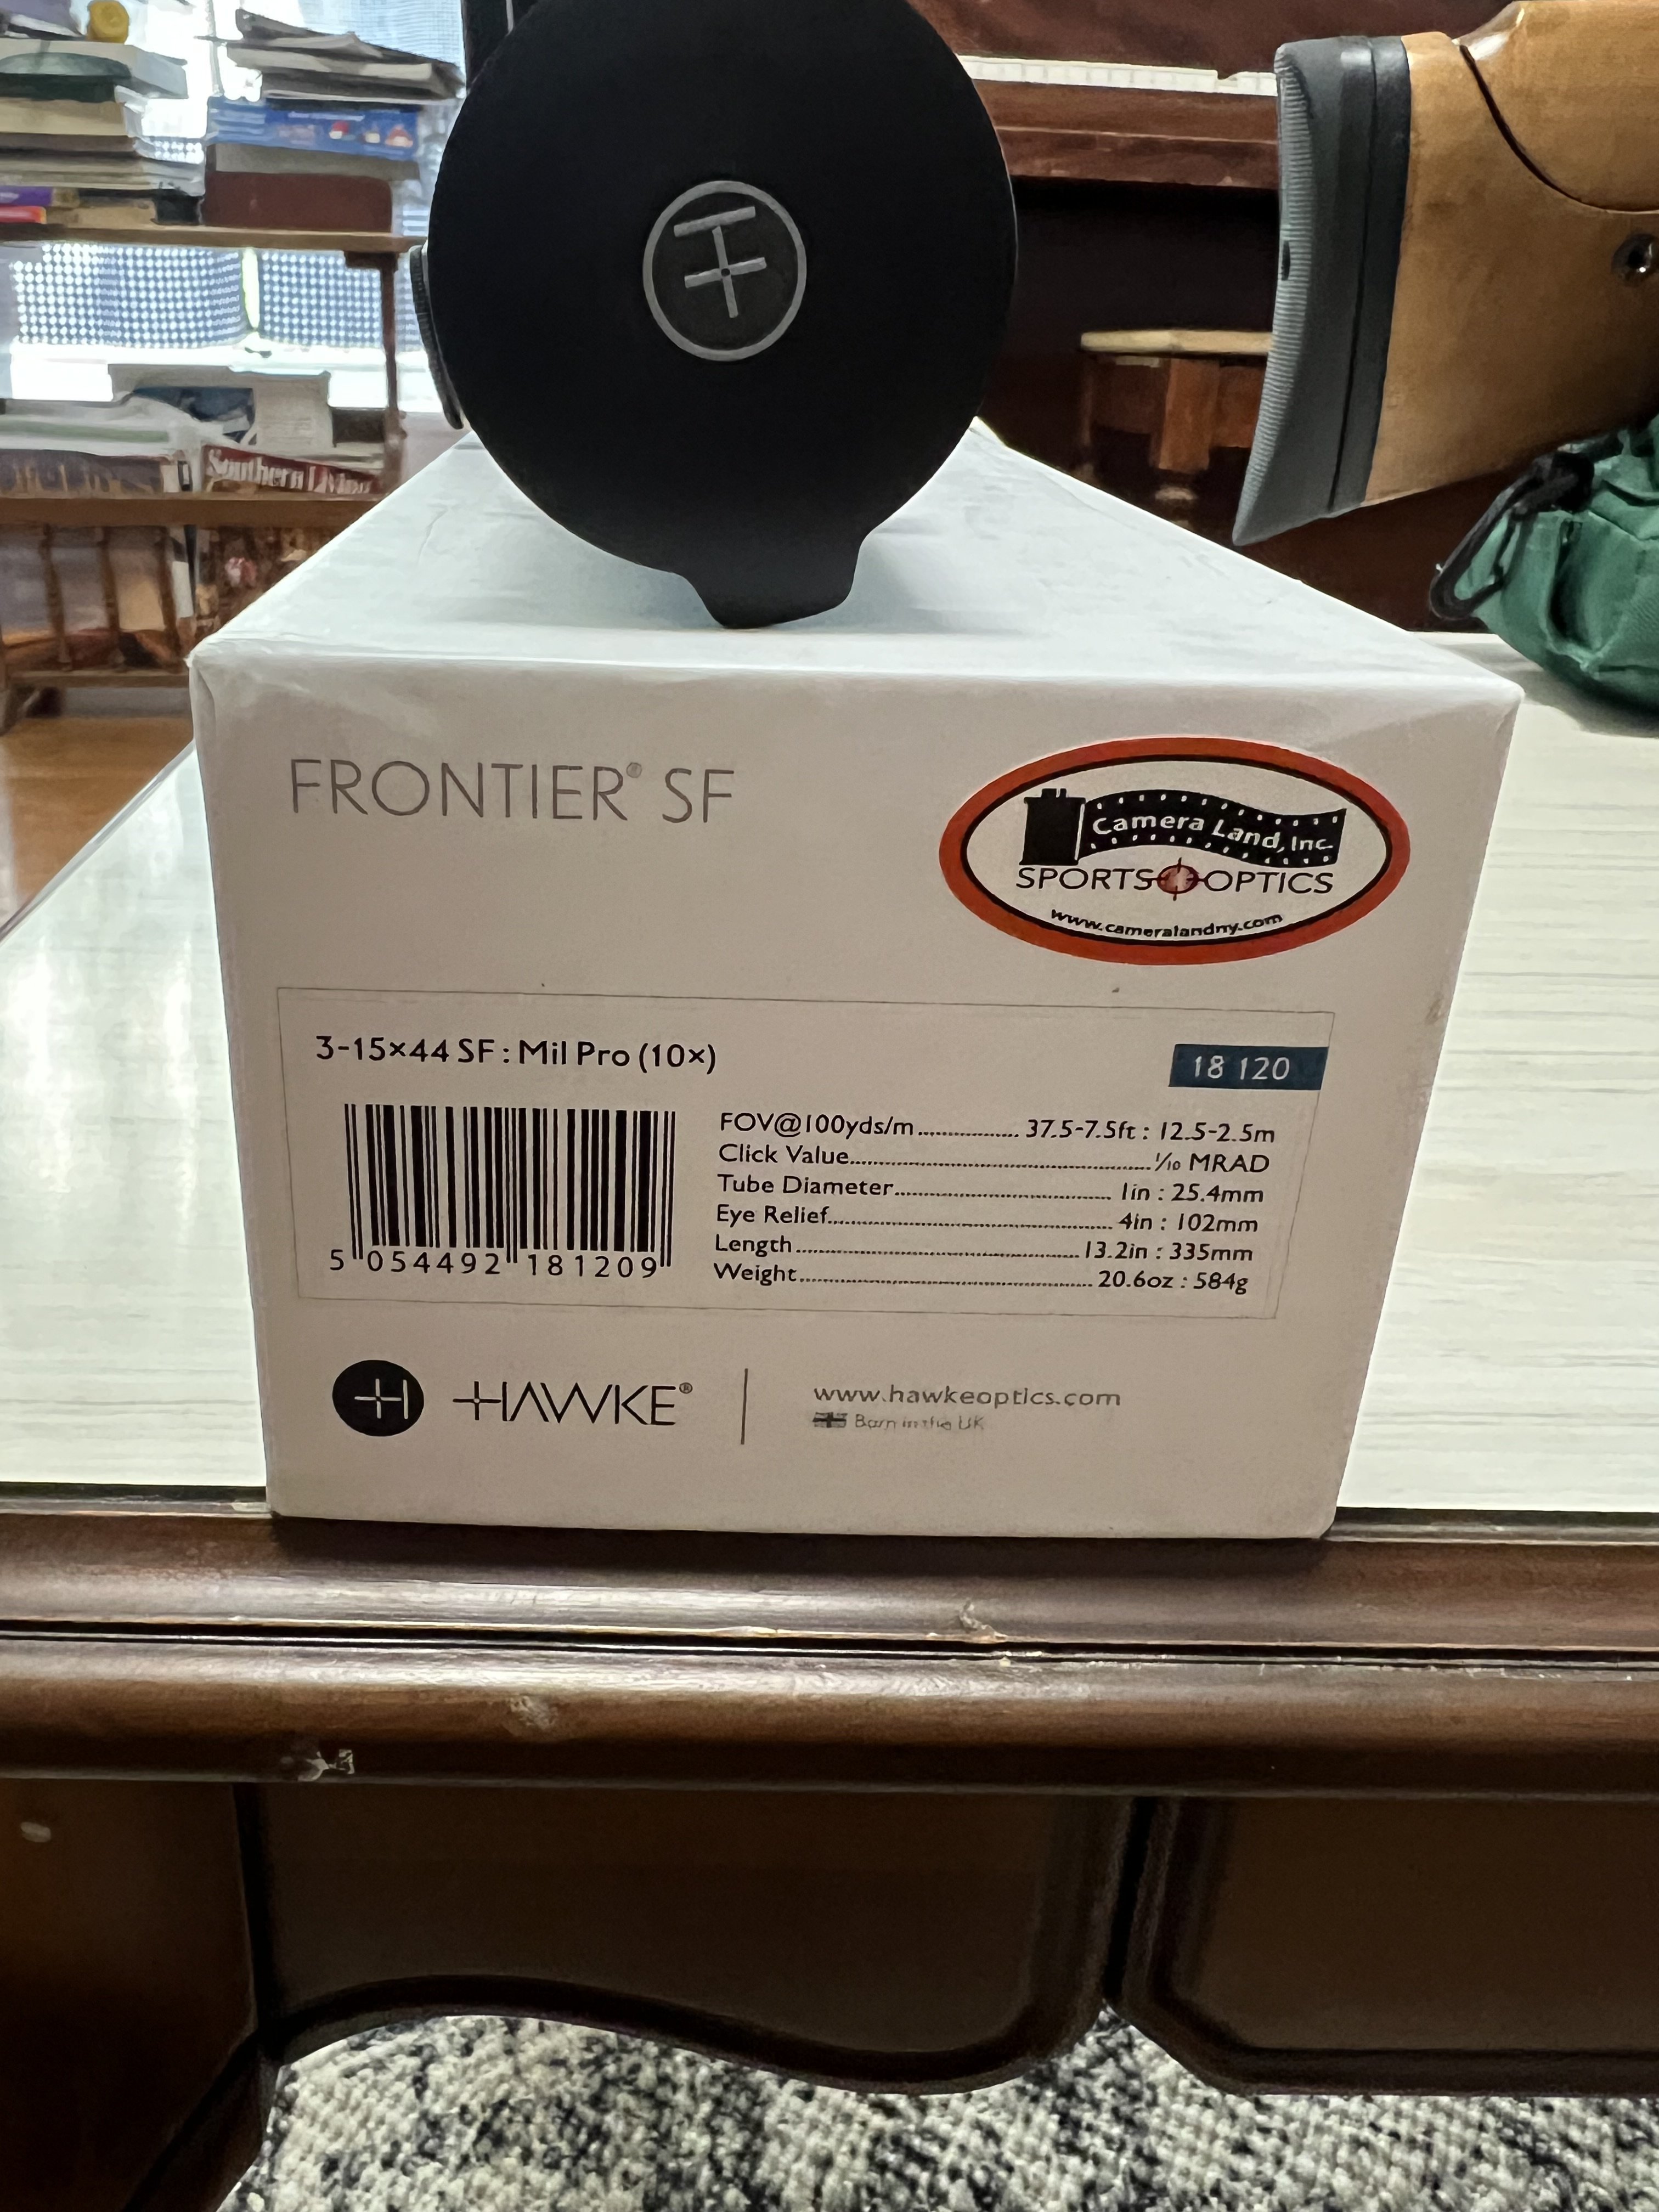 Southern Living
FRONTIER® SF
Camera Land, Inc.
SPORTS OPTICS
www.cameralandny.com
3-15×44 SF : Mil Pro (10×)
18 120
FOV@100yds/m................ 37.5-7.5ft : 12.5-2.5m
Click Value................ 1/10 MRAD
Tube Diameter................ 1in : 25.4mm
Eye Relief................ 4in : 102mm
Length................ 13.2in : 335mm
Weight................ 20.6oz : 584g
5 054492 181209
HAWKE®
www.hawkeoptics.com
Born in the UK